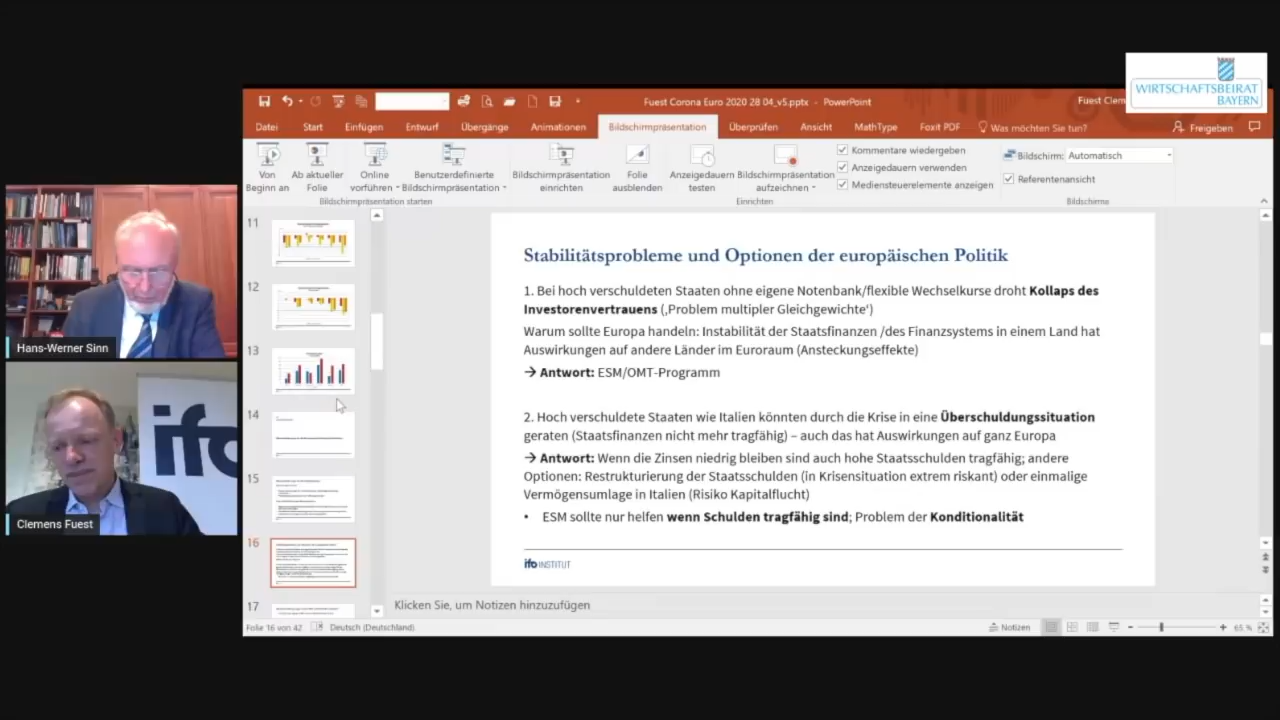 WIRTSCHAFTSBEIRAT
BAYERN
Fuest Corona Euro 2020 28 04_v5.pptx - PowerPoint
Fuest Clem
Datei
Start
Einfügen
Entwurf
Übergänge
Animationen
Bildschirmpräsentation
Überprüfen
Ansicht
MathType
Foxit PDF
Was möchten Sie tun?
Freigeben
Von
Beginn an
Ab aktueller
Folie
Online
vorführen
Benutzerdefinierte
Bildschirmpräsentation
Bildschirmpräsentation
einrichten
Folie
ausblenden
Anzeigedauern
testen
Bildschirmpräsentation
aufzeichnen
Kommentare wiedergeben
Anzeigedauern verwenden
Mediensteuerelemente anzeigen
Bildschirm: Automatisch
Referentenansicht
Bildschirmpräsentation starten
Einrichten
Bildschirme
11
12
13
14
15
16
17
Hans-Werner Sinn
ifo
Clemens Fuest
Stabilitätsprobleme und Optionen der europäischen Politik
1. Bei hoch verschuldeten Staaten ohne eigene Notenbank/flexible Wechselkurse droht Kollaps des
Investorenvertrauens (‚Problem multipler Gleichgewichte‘)
Warum sollte Europa handeln: Instabilität der Staatsfinanzen /des Finanzsystems in einem Land hat
Auswirkungen auf andere Länder im Euroraum (Ansteckungseffekte)
→ Antwort: ESM/OMT-Programm
2. Hoch verschuldete Staaten wie Italien könnten durch die Krise in eine Überschuldungssituation
geraten (Staatsfinanzen nicht mehr tragfähig) – auch das hat Auswirkungen auf ganz Europa
→ Antwort: Wenn die Zinsen niedrig bleiben sind auch hohe Staatsschulden tragfähig; andere
Optionen: Restrukturierung der Staatsschulden (in Krisensituation extrem riskant) oder einmalige
Vermögensumlage in Italien (Risiko Kapitalflucht)
• ESM sollte nur helfen wenn Schulden tragfähig sind; Problem der Konditionalität
ifo INSTITUT
Klicken Sie, um Notizen hinzuzufügen
Folie 16 von 42
Deutsch (Deutschland)
Notizen
65 %